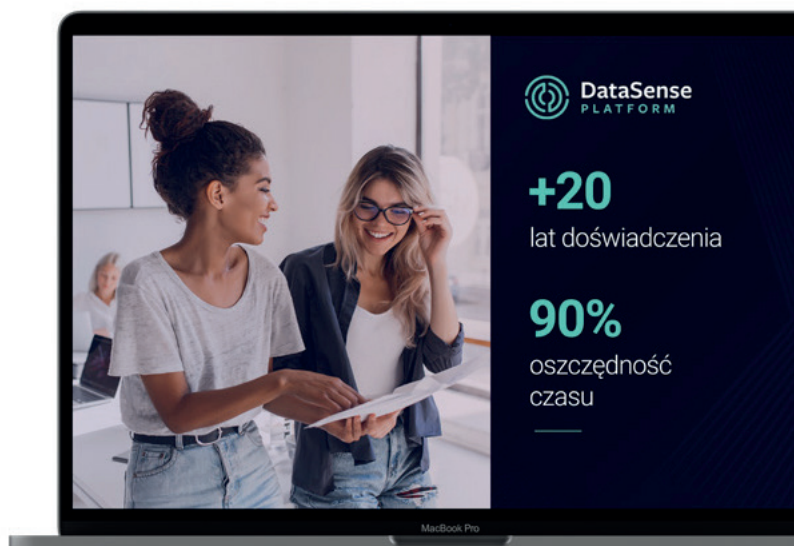 DataSense
PLATFORM
+20
lat doświadczenia
90%
oszczędność
czasu
MacBook Pro